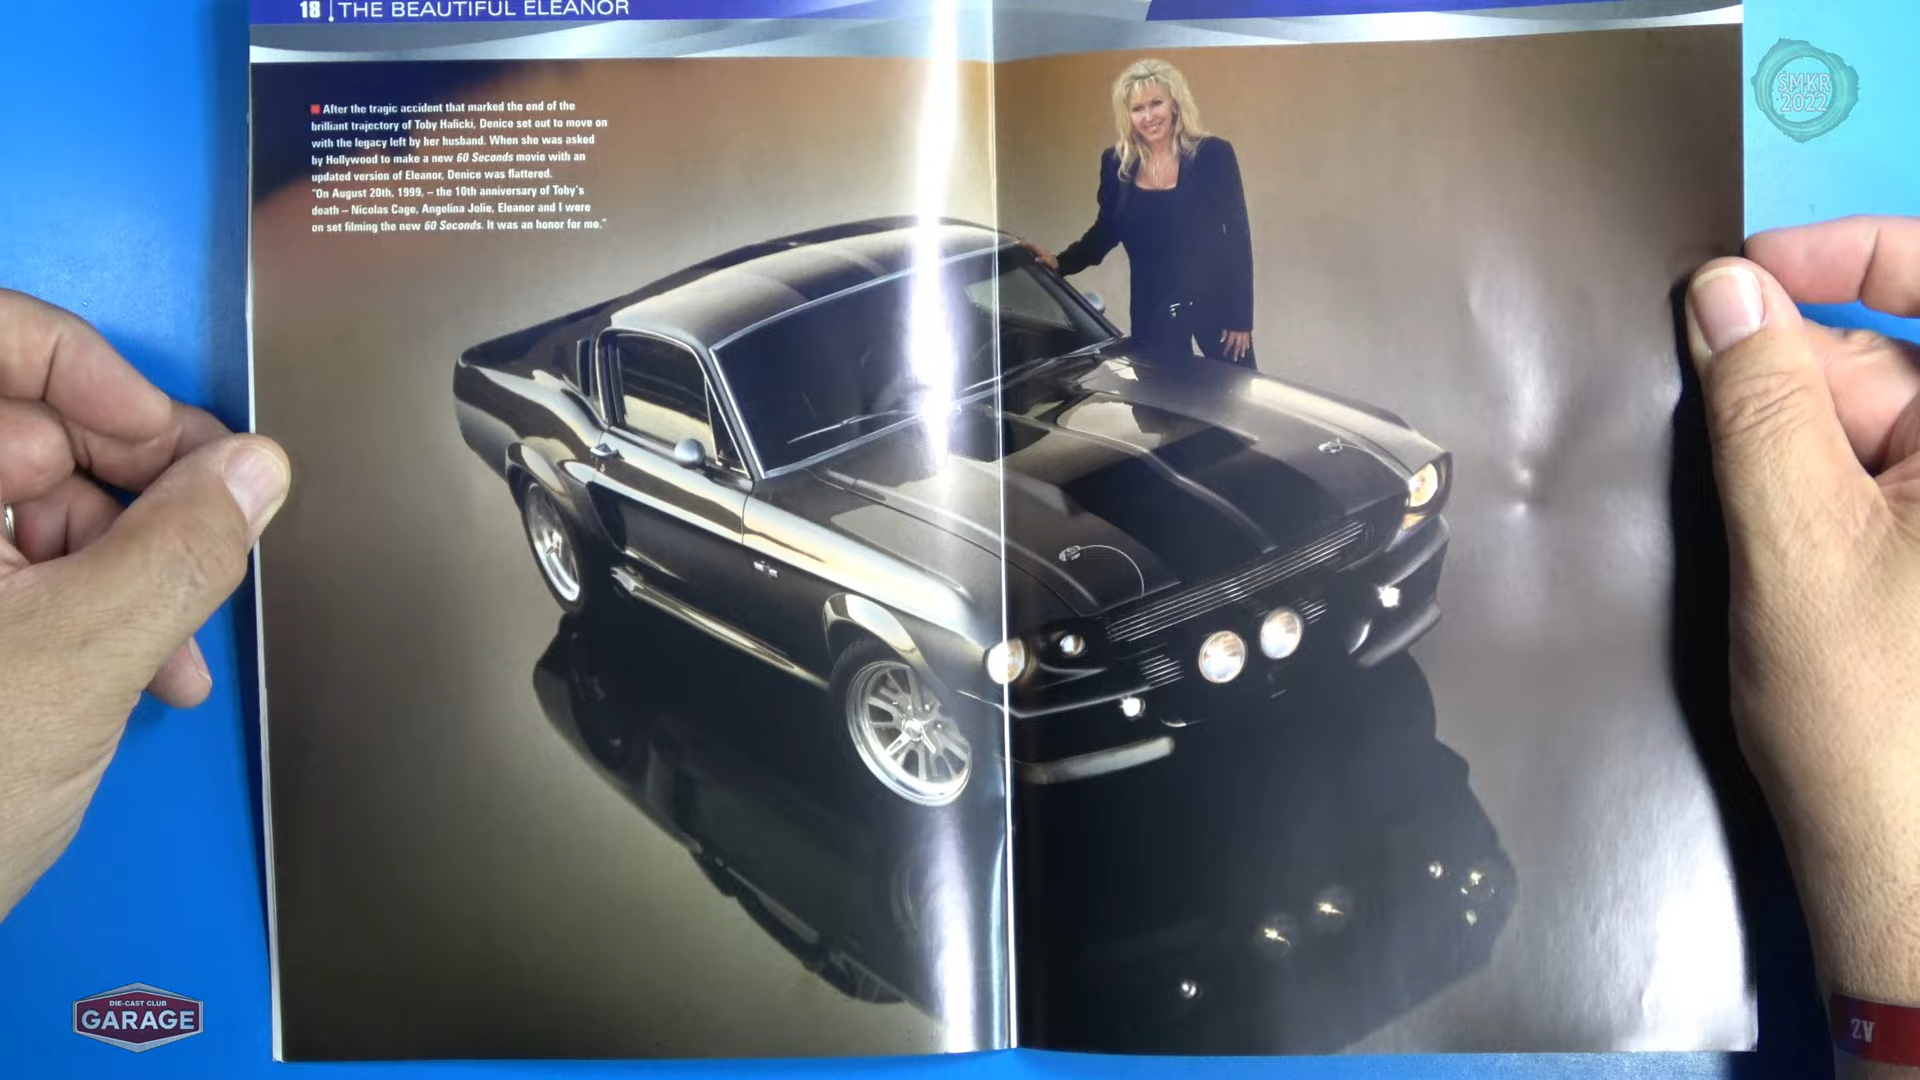 18 | THE BEAUTIFUL ELEANOR
After the tragic accident that marked the end of the
brilliant trajectory of Toby Halicki, Denice set out to move on
with the legacy left by her husband. When she was asked
by Hollywood to make a new 60 Seconds movie with an
updated version of Eleanor, Denice was flattered.
"On August 20th, 1999, – the 10th anniversary of Toby's
death – Nicolas Cage, Angelina Jolie, Eleanor and I were
on set filming the new 60 Seconds. It was an honor for me."
SMKR
2022
DIE-CAST CLUB
GARAGE
A2